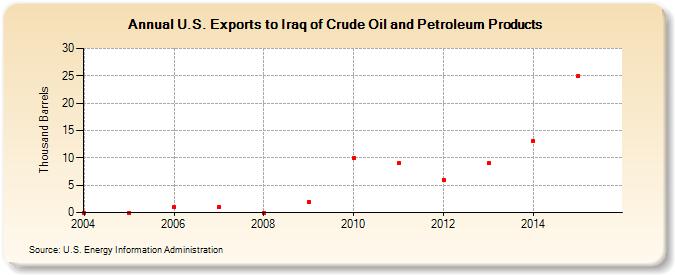 Annual U.S. Exports to Iraq of Crude Oil and Petroleum Products
Thousand Barrels
30
25
20
15
10
5
0
2004 2006 2008 2010 2012 2014
Source: U.S. Energy Information Administration